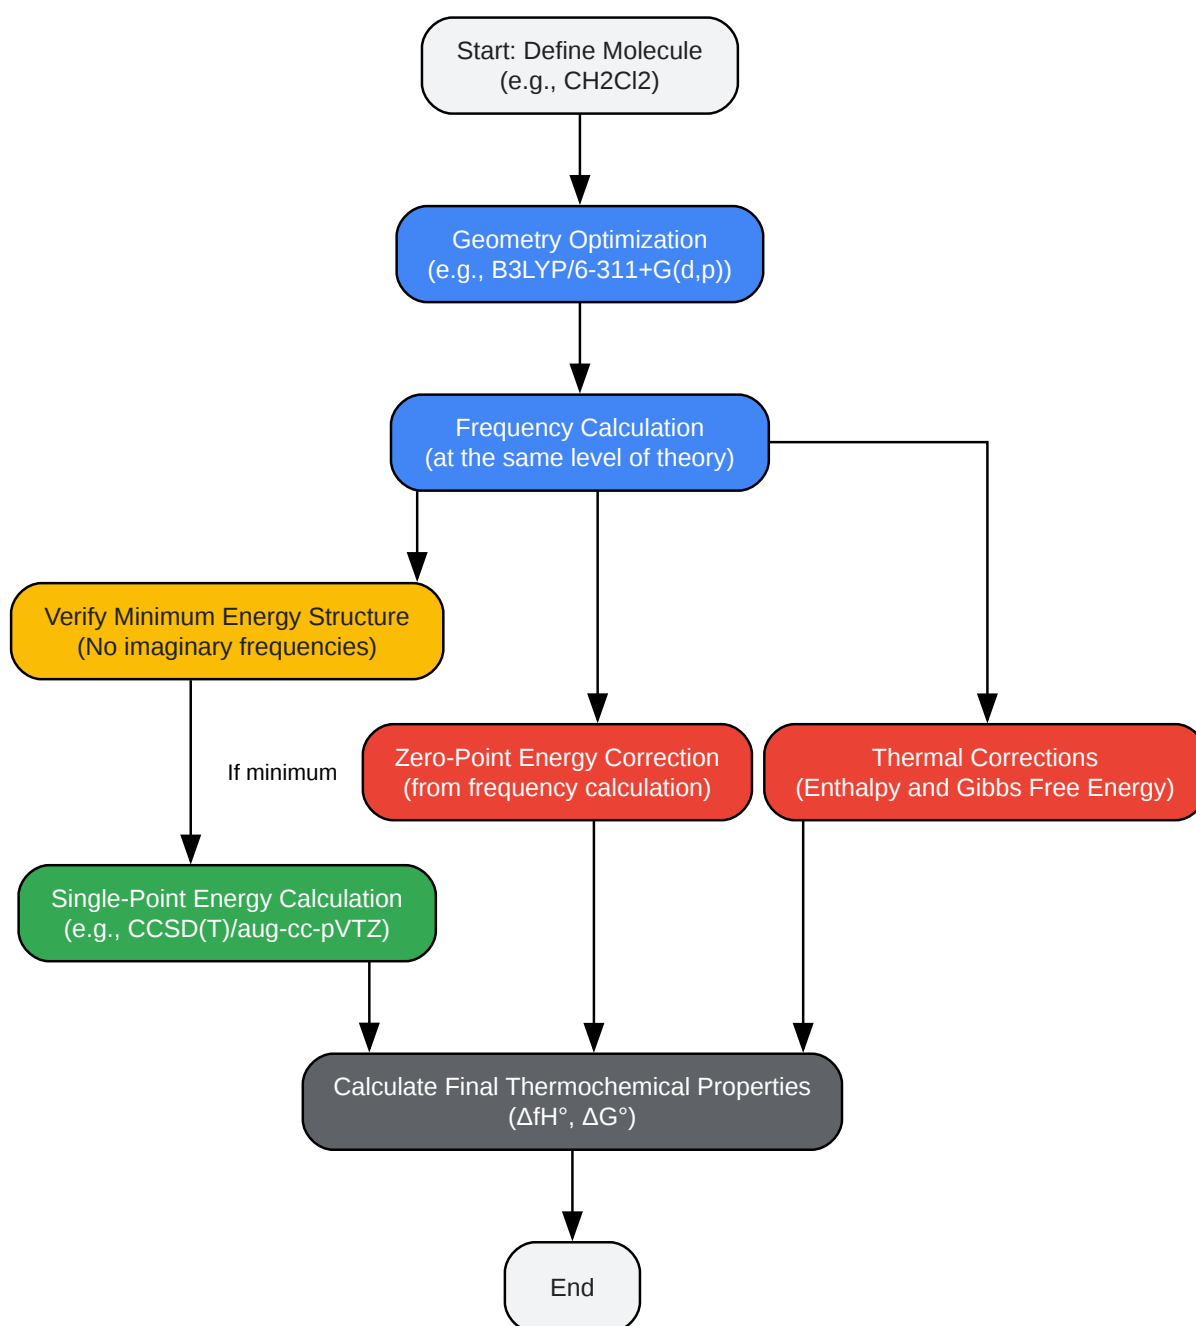 Start: Define Molecule
(e.g., CH2Cl2)
Geometry Optimization
(e.g., B3LYP/6-311+G(d,p))
Frequency Calculation
(at the same level of theory)
Verify Minimum Energy Structure
(No imaginary frequencies)
If minimum
Zero-Point Energy Correction
(from frequency calculation)
Thermal Corrections
(Enthalpy and Gibbs Free Energy)
Single-Point Energy Calculation
(e.g., CCSD(T)/aug-cc-pVTZ)
Calculate Final Thermochemical Properties
(ΔfH°, ΔG°)
End